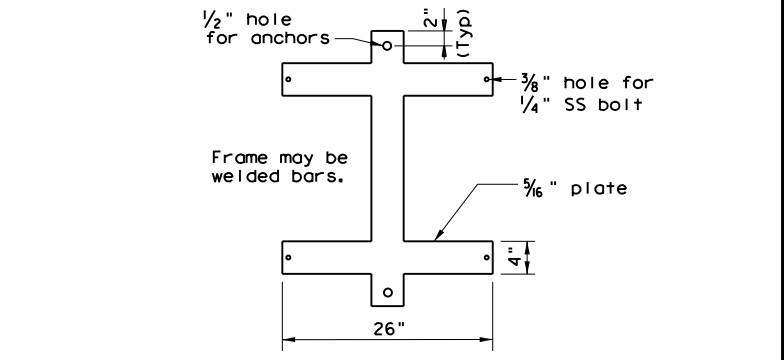 ½" hole
for anchors
2"
(Typ)
⅜" hole for
¼" SS bolt
Frame may be
welded bars.
5⁄16" plate
4"
26"